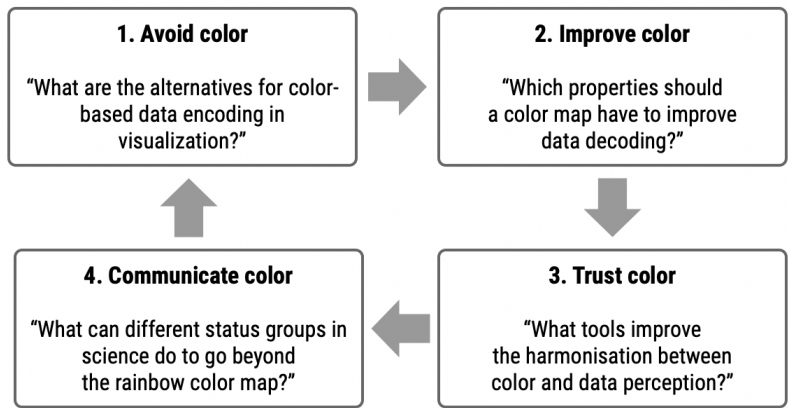 1. Avoid color
“What are the alternatives for color-
based data encoding in
visualization?”
2. Improve color
“Which properties should
a color map have to improve
data decoding?”
3. Trust color
“What tools improve
the harmonisation between
color and data perception?”
4. Communicate color
“What can different status groups in
science do to go beyond
the rainbow color map?”